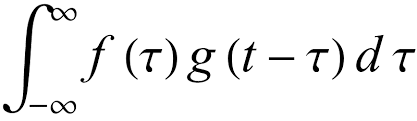 ∫_{-∞}^{∞} f(τ) g(t − τ) d τ